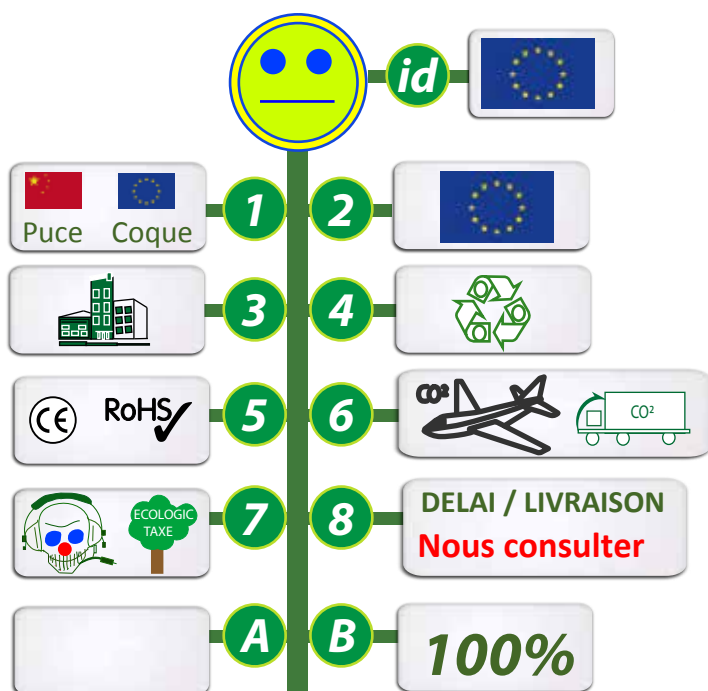 id
Puce Coque
1
2
3
4
CE RoHS
5
6
CO²
CO²
ECOLOGIC
TAXE
7
8
DELAI / LIVRAISON
Nous consulter
A
B
100%